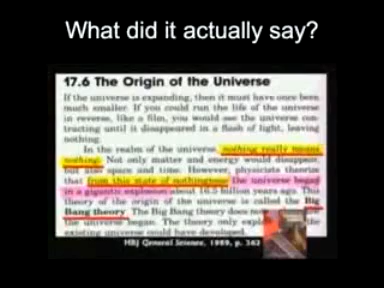 What did it actually say?
17.6 The Origin of the Universe
If the universe is expanding, then it must have once been
much smaller. If you could run the life of the universe
in reverse, like a film, you would see the universe con-
tracting until it disappeared in a flash of light, leaving
nothing.
In the realm of the universe, nothing really means
nothing. Not only matter and energy would disappear,
but also space and time. However, physicists theorize
that from this state of nothingness, the universe began
in a gigantic explosion about 16.5 billion years ago. This
theory of the origin of the universe is called the Big
Bang theory. The Big Bang theory does
the universe began. The theory only
existing universe could have developed.
HBJ General Science, 1989, p. 362